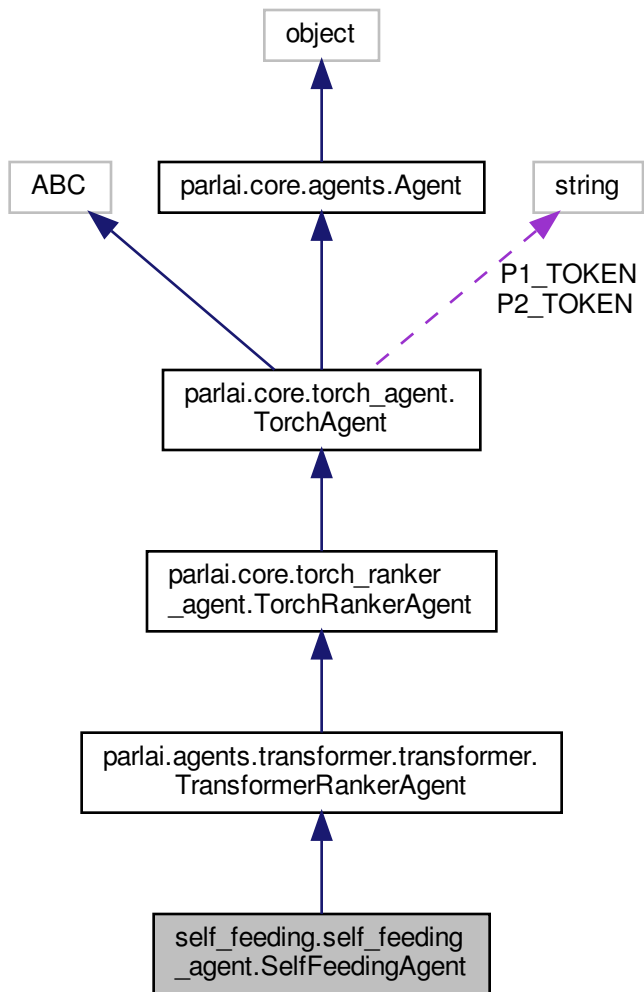 object
ABC
parlai.core.agents.Agent
string
P1_TOKEN
P2_TOKEN
parlai.core.torch_agent.
TorchAgent
parlai.core.torch_ranker
_agent.TorchRankerAgent
parlai.agents.transformer.transformer.
TransformerRankerAgent
self_feeding.self_feeding
_agent.SelfFeedingAgent